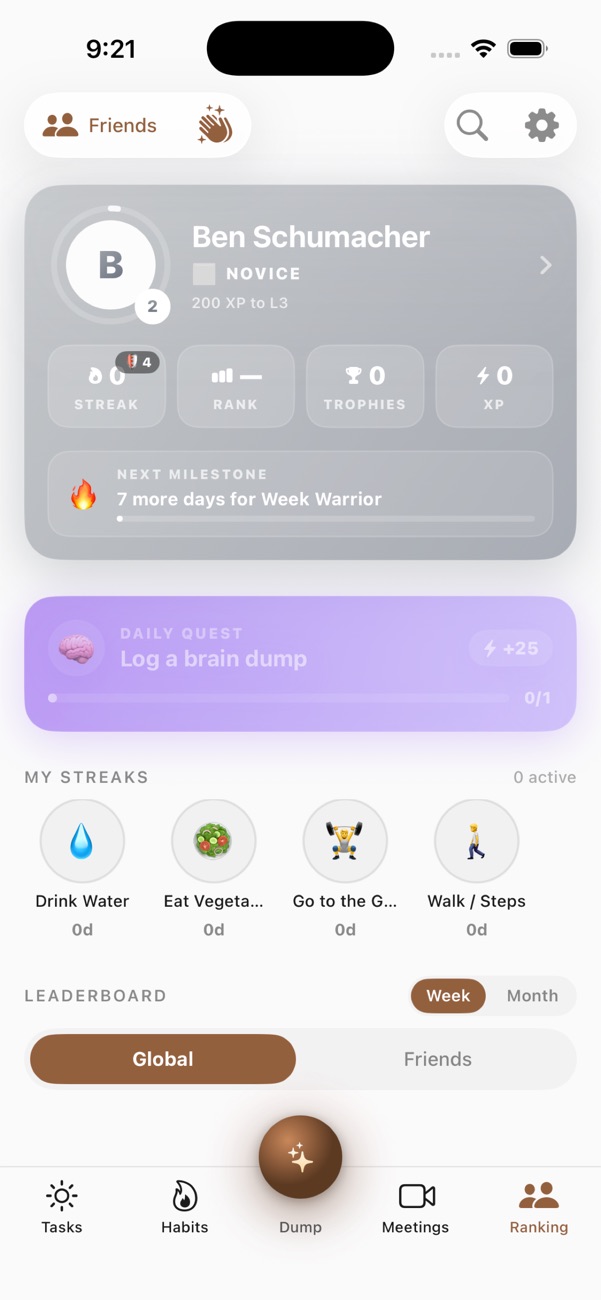 9:21
Friends
B
2
Ben Schumacher
NOVICE
200 XP to L3
4
0
STREAK
—
RANK
0
TROPHIES
0
XP
NEXT MILESTONE
7 more days for Week Warrior
DAILY QUEST
Log a brain dump
+25
0/1
MY STREAKS
0 active
Drink Water
0d
Eat Vegeta...
0d
Go to the G...
0d
Walk / Steps
0d
LEADERBOARD
Week
Month
Global
Friends
Tasks
Habits
Dump
Meetings
Ranking